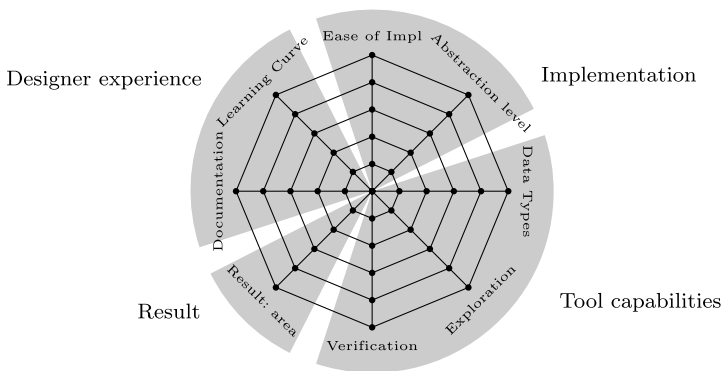 Ease of Impl
Abstraction level
Learning Curve
Designer experience
Implementation
Documentation
Data Types
Result
Result: area
Exploration
Tool capabilities
Verification